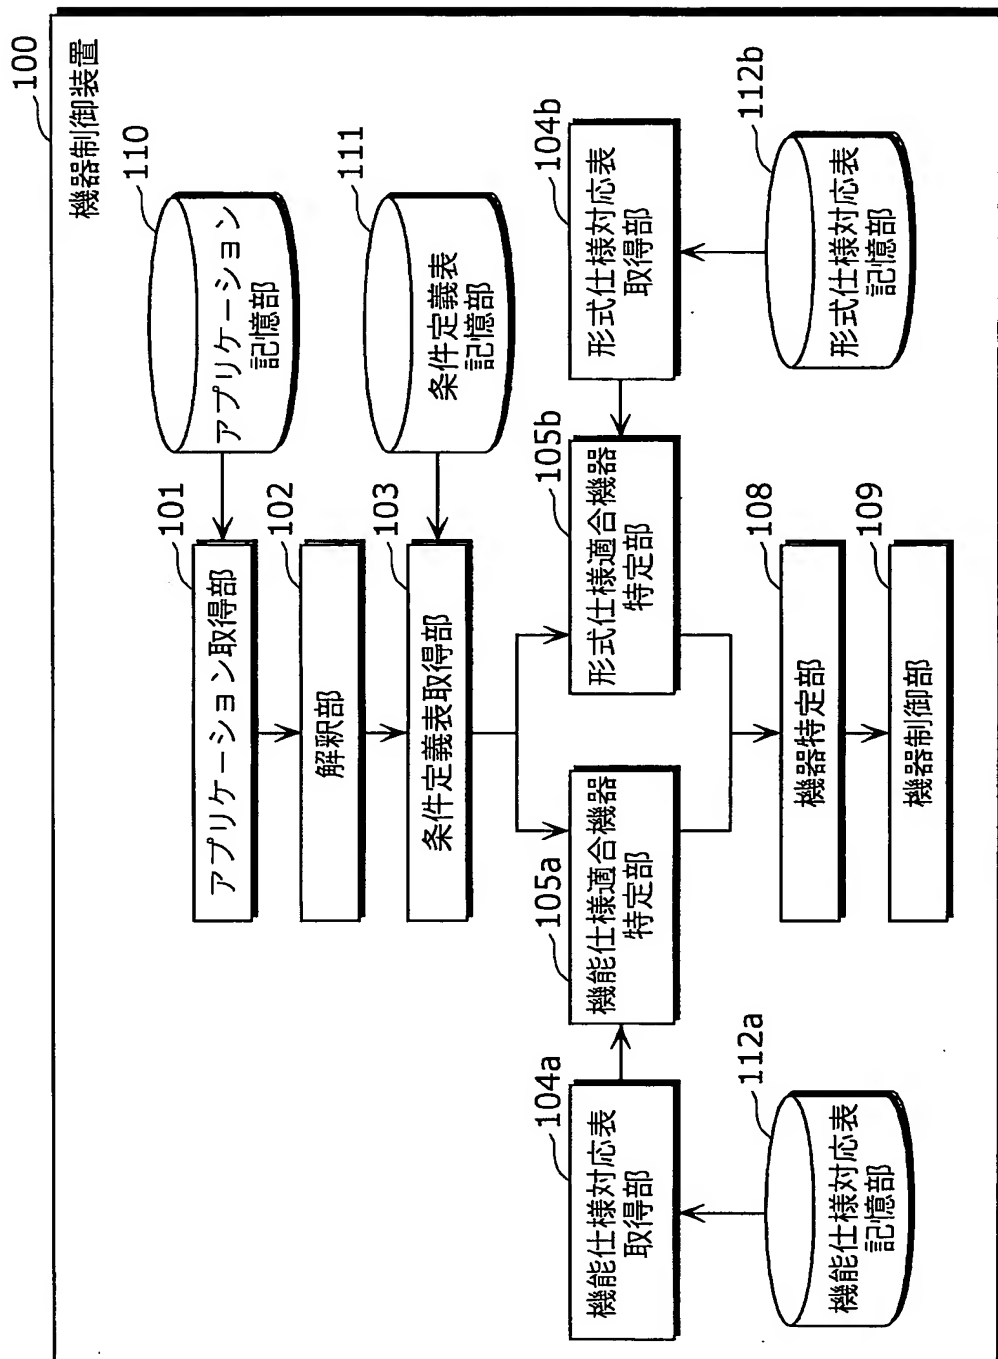 100
機器制御装置
110
アプリケーション
記憶部
101
アプリケーション取得部
102
解釈部
111
条件定義表
記憶部
103
条件定義表取得部
104a
機能仕様対応表
取得部
105a
機能仕様適合機器
特定部
105b
形式仕様適合機器
特定部
104b
形式仕様対応表
取得部
112a
機能仕様対応表
記憶部
108
機器特定部
109
機器制御部
112b
形式仕様対応表
記憶部